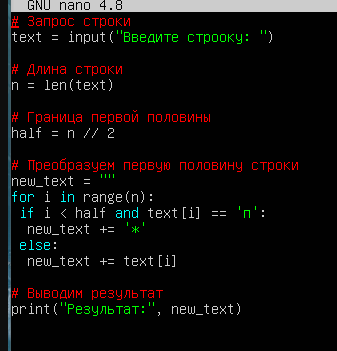 GNU nano 4.8
# Запрос строки
text = input("Введите строоку: ")
# Длина строки
n = len(text)
# Граница первой половины
half = n // 2
# Преобразуем первую половину строки
new_text = ""
for i in range(n):
 if i < half and text[i] == 'п':
  new_text += '*'
 else:
  new_text += text[i]
# Выводим результат
print("Результат:", new_text)